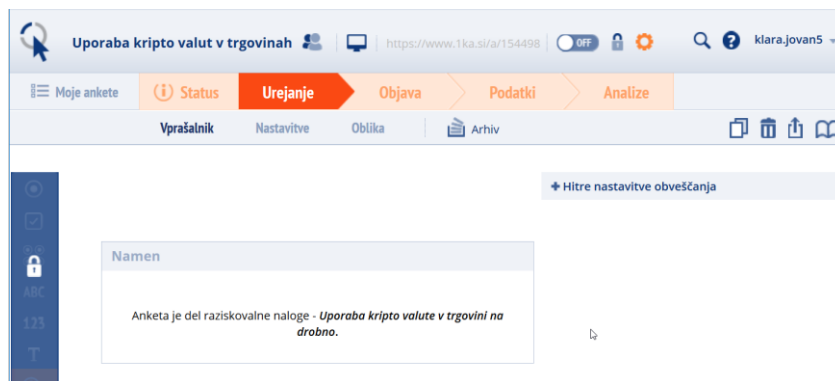 Uporaba kripto valut v trgovinah https://www.1ka.si/a/154498 OFF klara.jovan5
Moje ankete Status Urejanje Objava Podatki Analize
Vprašalnik Nastavitve Oblika Arhiv
+ Hitre nastavitve obveščanja
Namen
Anketa je del raziskovalne naloge - Uporaba kripto valute v trgovini na
drobno.
ABC
123
T